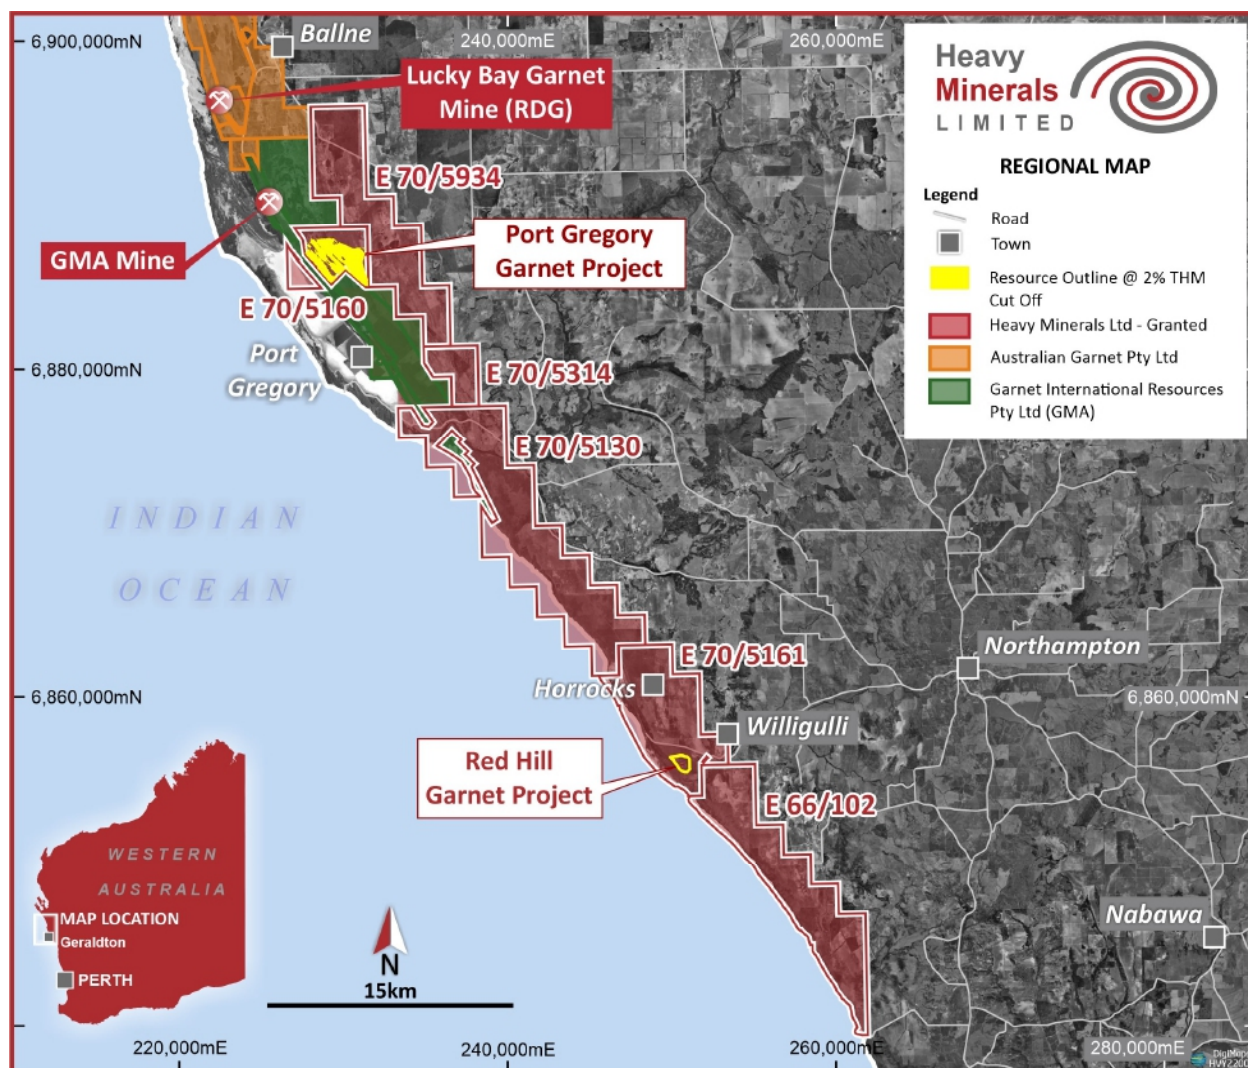 6,900,000mN
Ballne
240,000mE
260,000mE
Heavy
Minerals
LIMITED
Lucky Bay Garnet
Mine (RDG)
REGIONAL MAP
Legend
Road
Town
Resource Outline @ 2% THM
Cut Off
Heavy Minerals Ltd - Granted
Australian Garnet Pty Ltd
Garnet International Resources
Pty Ltd (GMA)
E 70/5934
GMA Mine
Port Gregory
Garnet Project
E 70/5160
Port
Gregory
6,880,000mN
E 70/5314
E 70/5130
INDIAN
OCEAN
Northampton
E 70/5161
Horrocks
6,860,000mN
6,860,000mN
Willigulli
Red Hill
Garnet Project
E 66/102
WESTERN
AUSTRALIA
MAP LOCATION
Geraldton
PERTH
Nabawa
N
15km
220,000mE
240,000mE
260,000mE
280,000mE